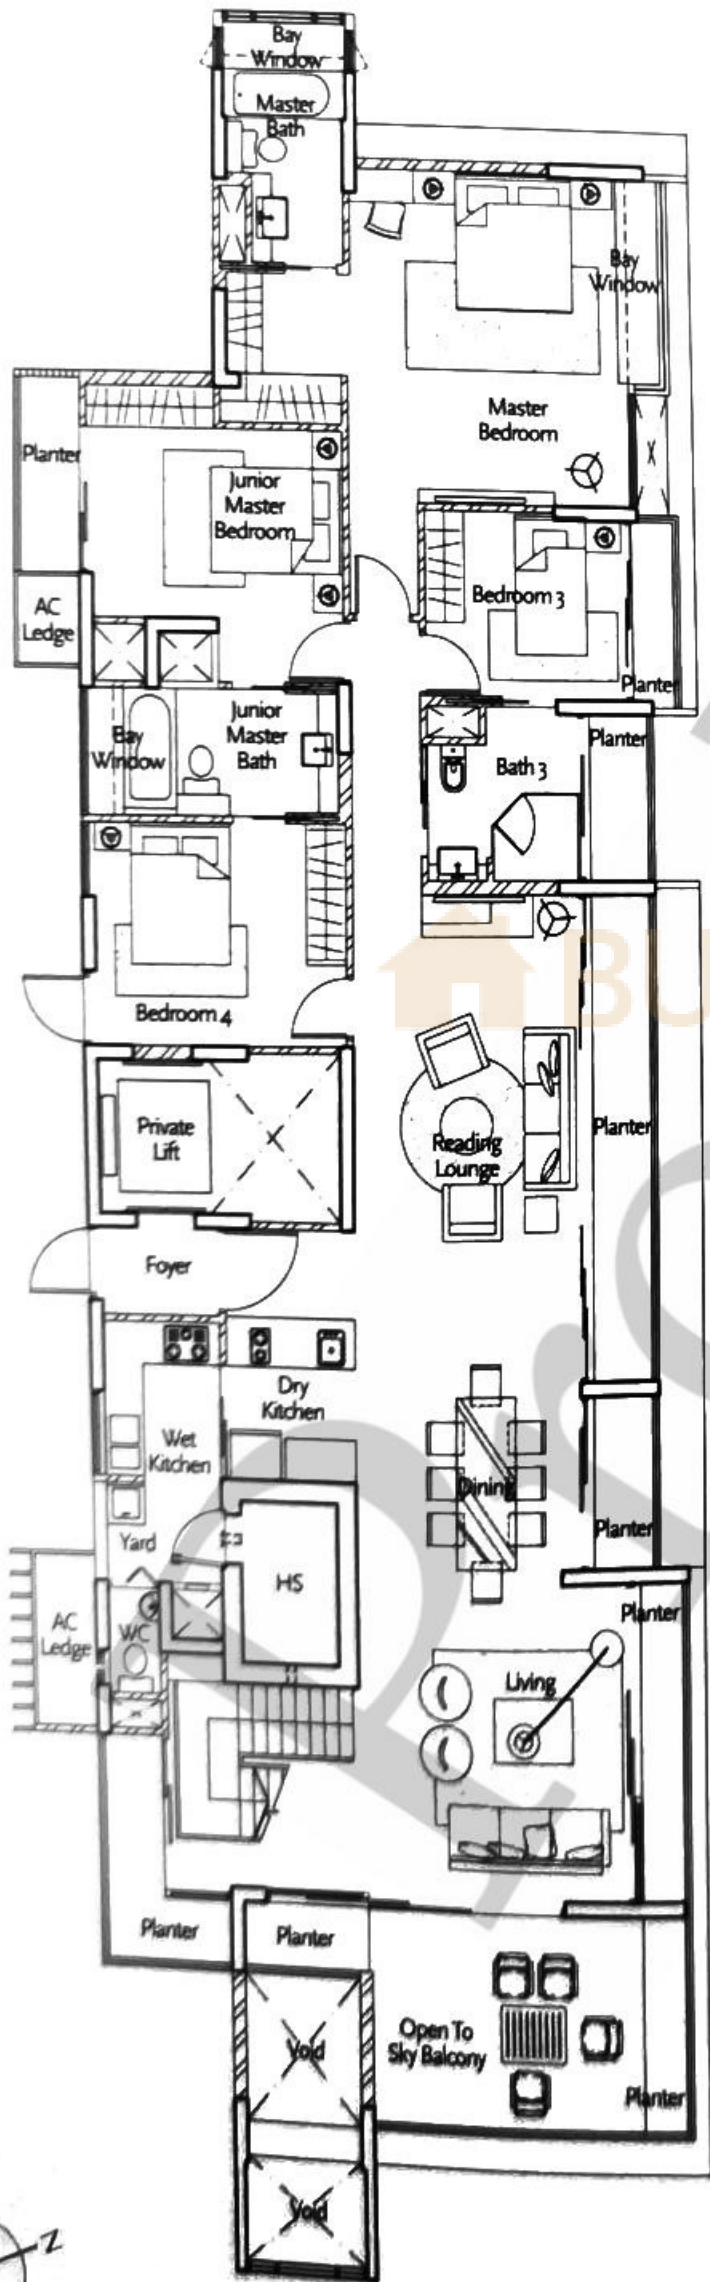 Bay
Window
Master
Bath
Bay
Window
Master
Bedroom
Planter
Junior
Master
Bedroom
AC
Ledge
Bedroom 3
Planter
Bay
Window
Junior
Master
Bath
Planter
Bath 3
BU
Bedroom 4
Private
Lift
Reading
Lounge
Planter
Foyer
Dry
Kitchen
Wet
Kitchen
Dining
Yard
Planter
HS
AC
Ledge
WC
Planter
Living
Planter
Planter
Open To
Sky Balcony
Void
Planter
Void
N